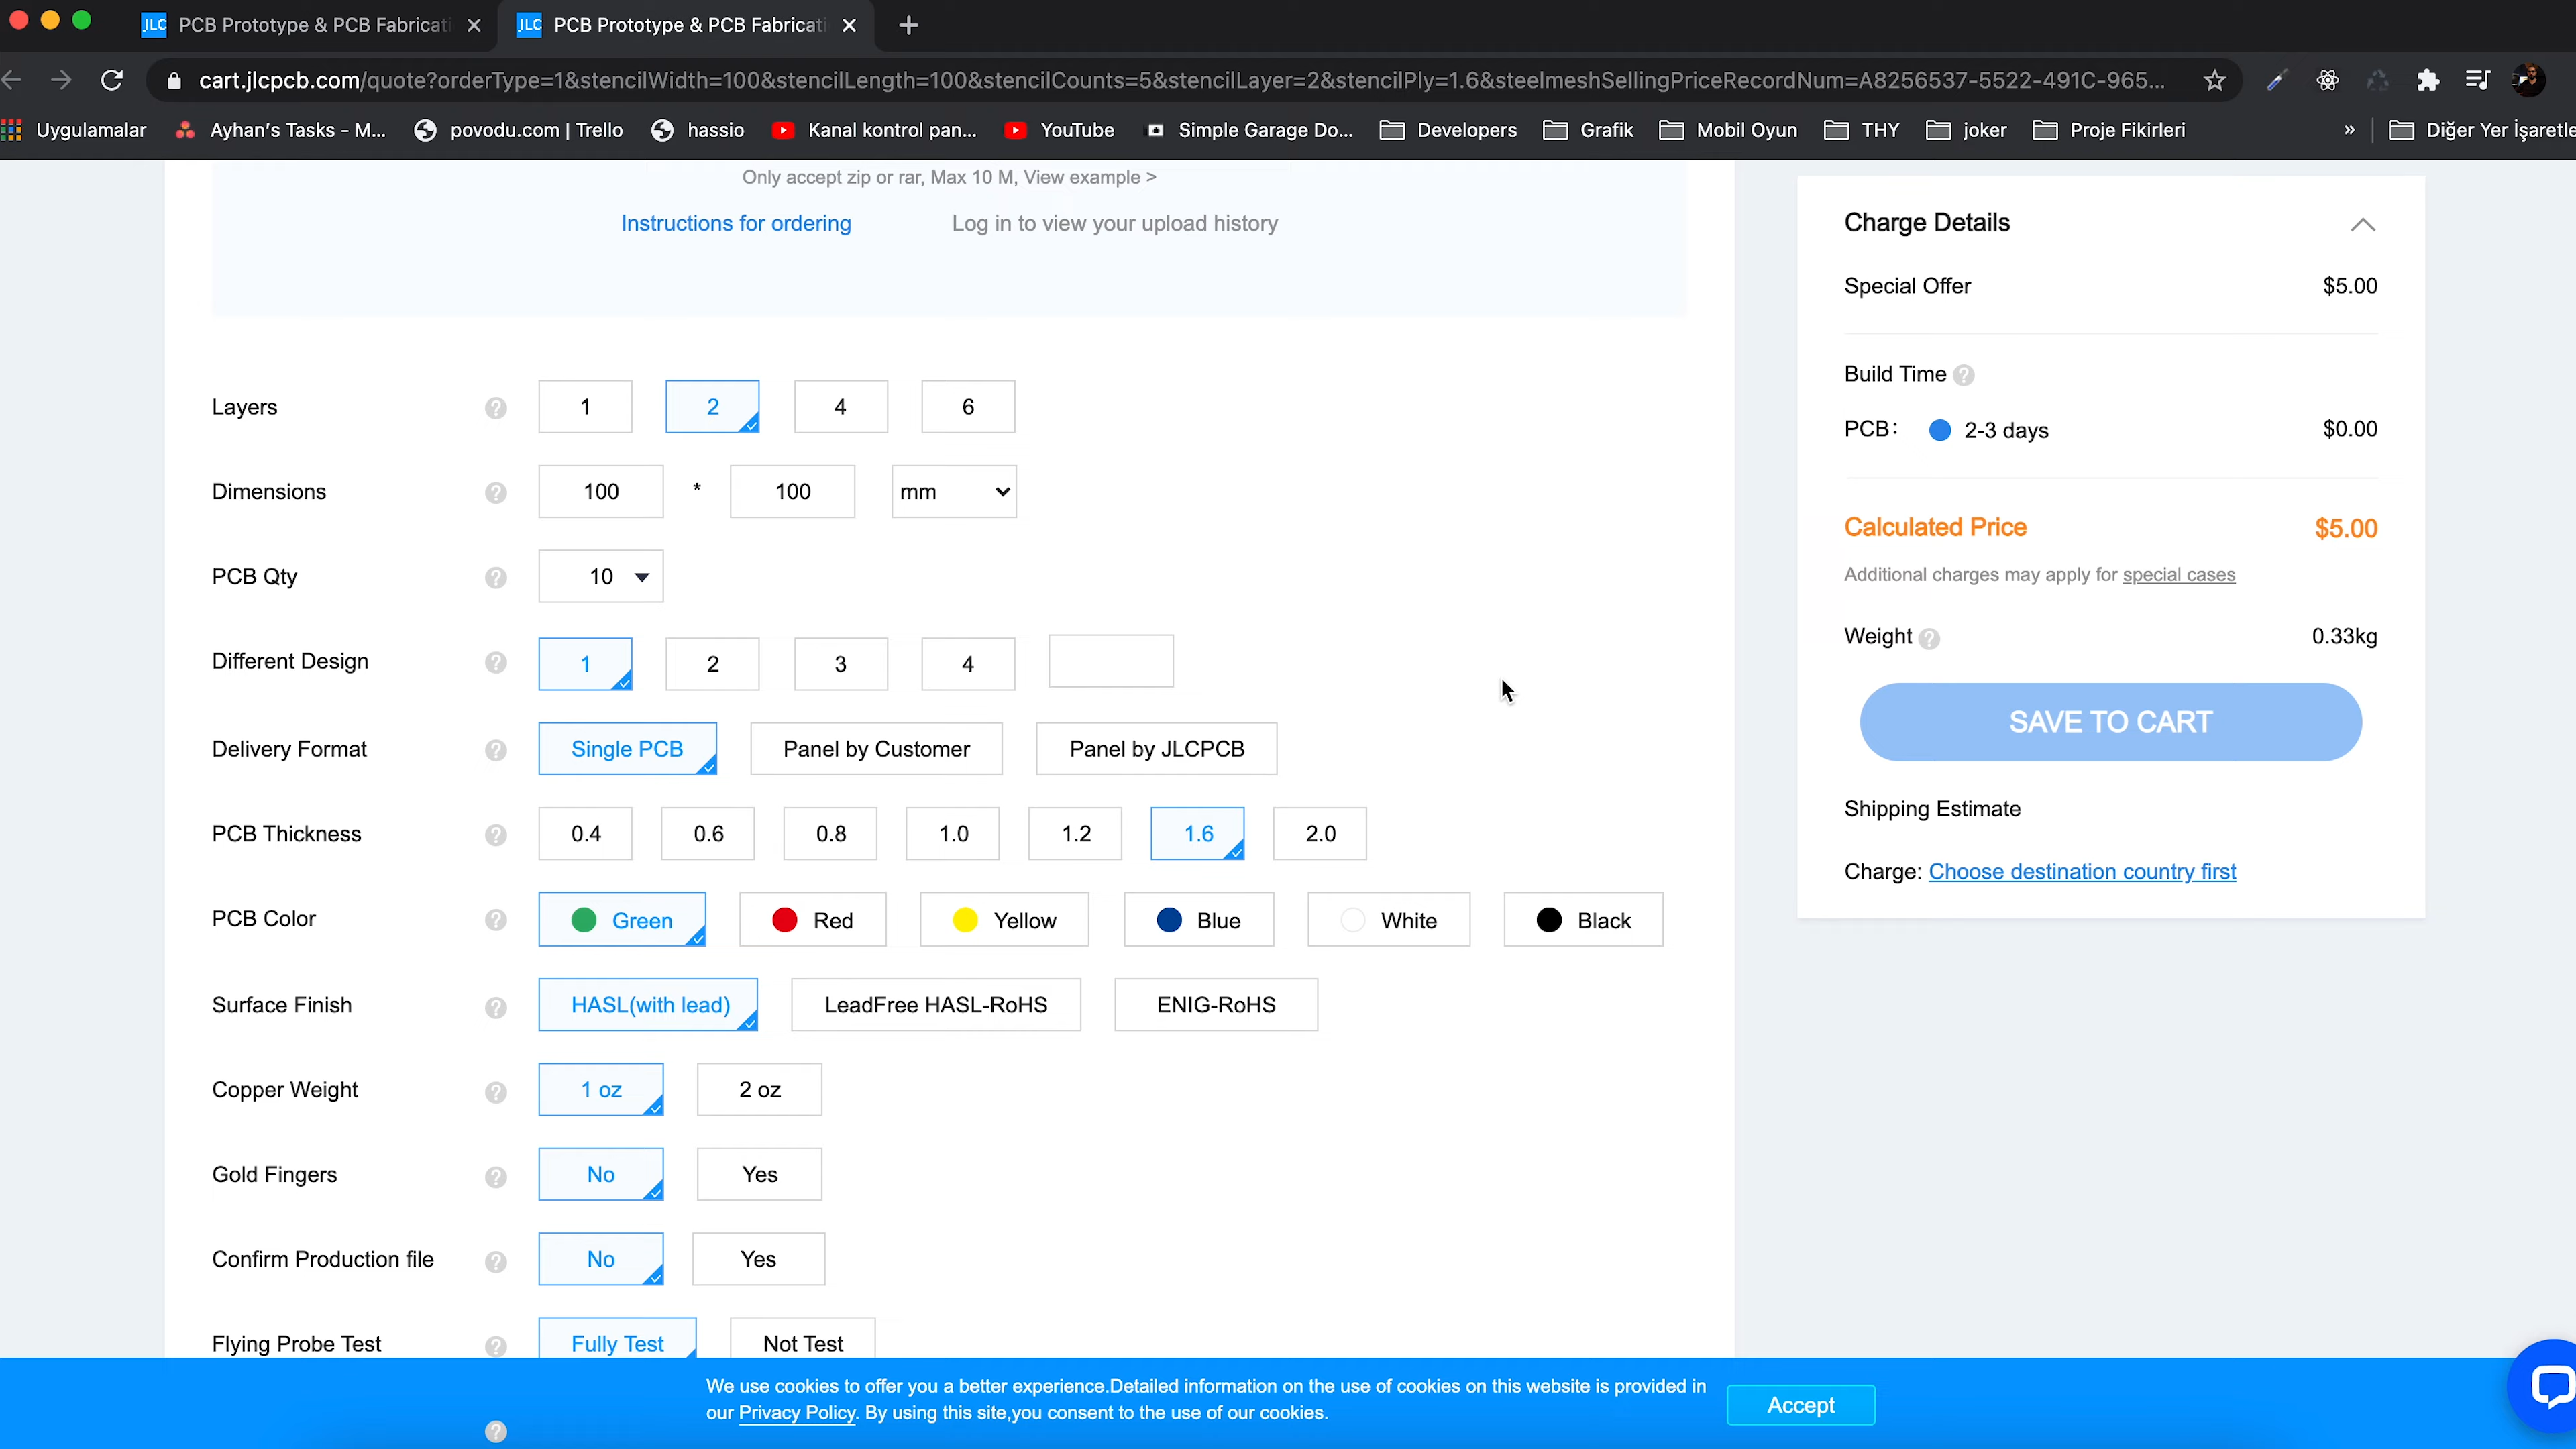 JLC PCB Prototype & PCB Fabricati
JLC PCB Prototype & PCB Fabricati
cart.jlcpcb.com/quote?orderType=1&stencilWidth=100&stencilLength=100&stencilCounts=5&stencilLayer=2&stencilPly=1.6&steelmeshSellingPriceRecordNum=A8256537-5522-491C-965...
Uygulamalar Ayhan's Tasks - M... povodu.com | Trello hassio Kanal kontrol pan... YouTube Simple Garage Do... Developers Grafik Mobil Oyun THY joker Proje Fikirleri » Diğer Yer İşaretle
Only accept zip or rar, Max 10 M, View example >
Instructions for ordering Log in to view your upload history
Layers ? 1 2 4 6
Dimensions ? 100 * 100 mm
PCB Qty ? 10
Different Design ? 1 2 3 4
Delivery Format ? Single PCB Panel by Customer Panel by JLCPCB
PCB Thickness ? 0.4 0.6 0.8 1.0 1.2 1.6 2.0
PCB Color ? Green Red Yellow Blue White Black
Surface Finish ? HASL(with lead) LeadFree HASL-RoHS ENIG-RoHS
Copper Weight ? 1 oz 2 oz
Gold Fingers ? No Yes
Confirm Production file ? No Yes
Flying Probe Test ? Fully Test Not Test
?
Charge Details
Special Offer $5.00
Build Time ?
PCB: 2-3 days $0.00
Calculated Price $5.00
Additional charges may apply for special cases
Weight ? 0.33kg
SAVE TO CART
Shipping Estimate
Charge: Choose destination country first
We use cookies to offer you a better experience.Detailed information on the use of cookies on this website is provided in
our Privacy Policy. By using this site,you consent to the use of our cookies.
Accept